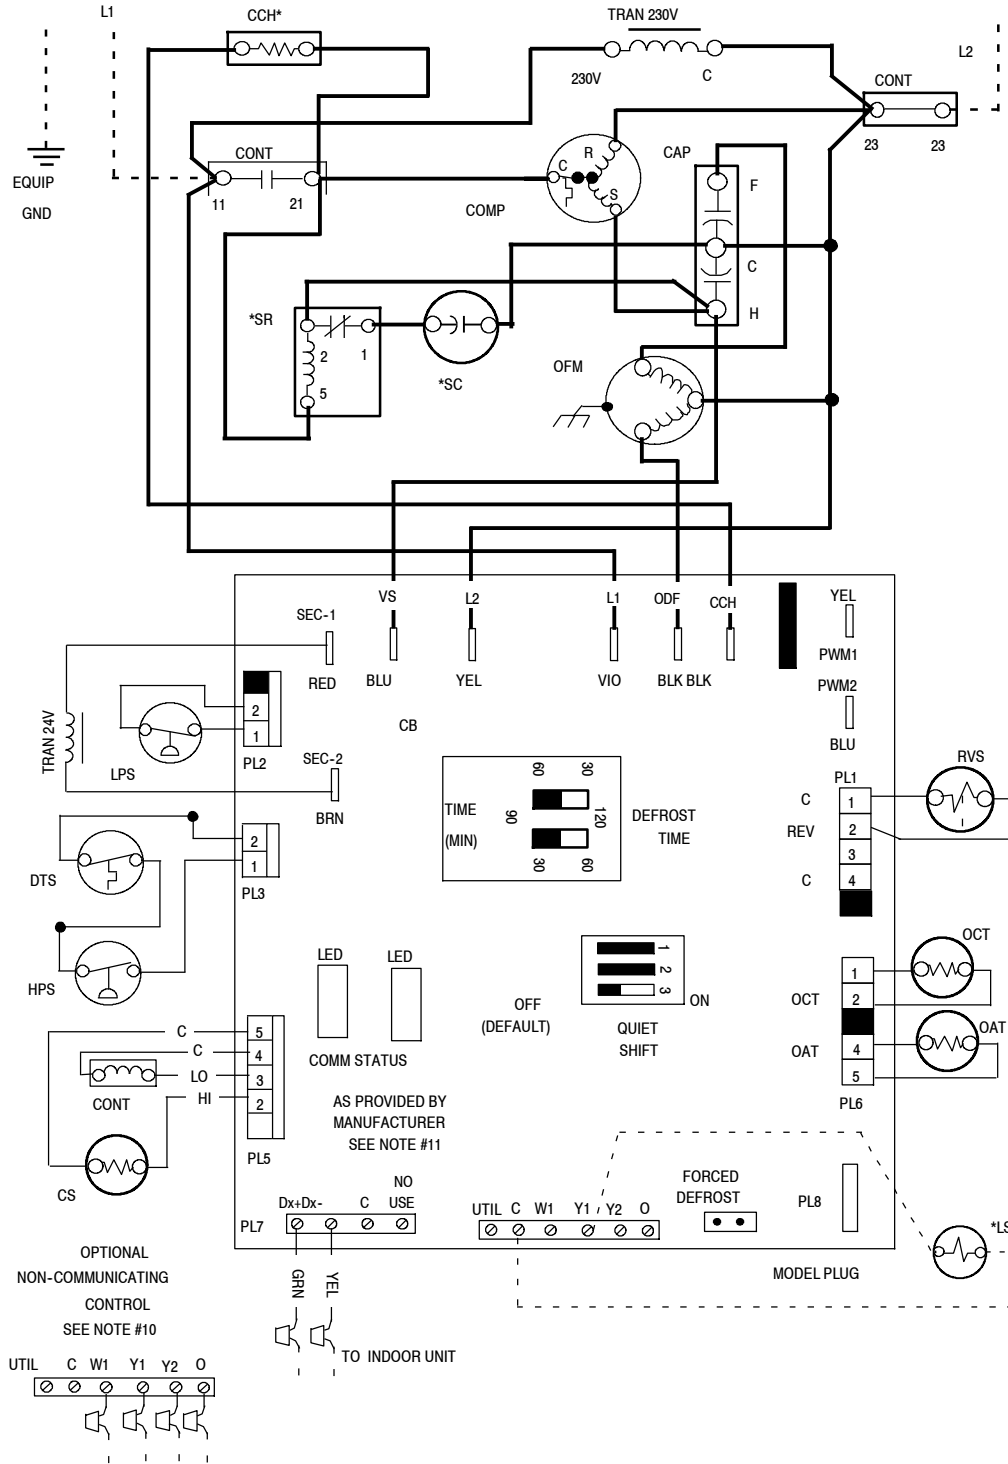 L1
CCH*
TRAN 230V
L2
230V
C
CONT
23
23
EQUIP
GND
CONT
11
21
COMP
C
R
S
CAP
F
C
H
*SR
2
1
5
*SC
OFM
VS
L2
L1
ODF
CCH
YEL
SEC-1
RED
BLU
YEL
VIO
BLK BLK
PWM1
PWM2
BLU
TRAN 24V
LPS
2
1
PL2
CB
SEC-2
BRN
60
30
TIME
(MIN)
90
120
30
60
DEFROST
TIME
PL1
C
REV
C
1
2
3
4
RVS
DTS
2
1
PL3
HPS
LED
LED
COMM STATUS
1
2
3
ON
OFF
(DEFAULT)
QUIET
SHIFT
OCT
1
OCT
2
OAT
OAT
4
5
PL6
C
5
C
4
LO
3
HI
2
CONT
CS
PL5
AS PROVIDED BY
MANUFACTURER
SEE NOTE #11
PL7
Dx+Dx-
C
NO
USE
UTIL C W1 Y1 Y2 O
FORCED
DEFROST
PL8
*LS
MODEL PLUG
GRN
YEL
TO INDOOR UNIT
OPTIONAL
NON-COMMUNICATING
CONTROL
SEE NOTE #10
UTIL C W1 Y1 Y2 O